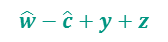 ŵ − ĉ + y + z